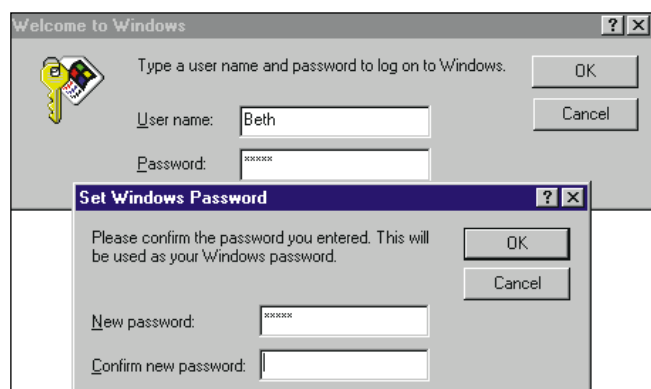 Welcome to Windows
Type a user name and password to log on to Windows.
OK
Cancel
User name: Beth
Password: *****
Set Windows Password
Please confirm the password you entered. This will
be used as your Windows password.
OK
Cancel
New password: *****
Confirm new password: